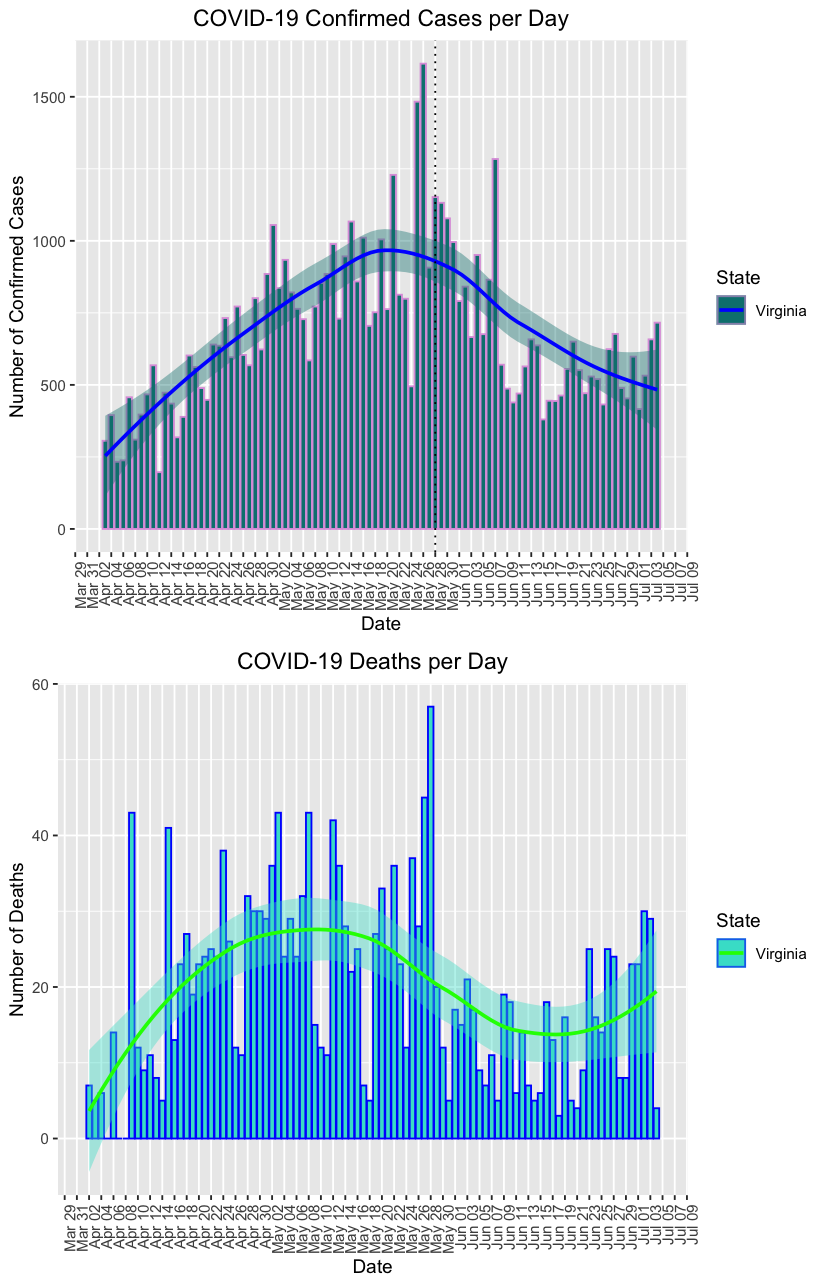 COVID-19 Confirmed Cases per Day
Number of Confirmed Cases
1500
1000
500
0
Mar 29
Mar 31
Apr 02
Apr 04
Apr 06
Apr 08
Apr 10
Apr 12
Apr 14
Apr 16
Apr 18
Apr 20
Apr 22
Apr 24
Apr 26
Apr 28
Apr 30
May 02
May 04
May 06
May 08
May 10
May 12
May 14
May 16
May 18
May 20
May 22
May 24
May 26
May 28
May 30
Jun 01
Jun 03
Jun 05
Jun 07
Jun 09
Jun 11
Jun 13
Jun 15
Jun 17
Jun 19
Jun 21
Jun 23
Jun 25
Jun 27
Jun 29
Jul 01
Jul 03
Jul 05
Jul 07
Jul 09
Date
State
Virginia
COVID-19 Deaths per Day
Number of Deaths
60
40
20
0
Mar 29
Mar 31
Apr 02
Apr 04
Apr 06
Apr 08
Apr 10
Apr 12
Apr 14
Apr 16
Apr 18
Apr 20
Apr 22
Apr 24
Apr 26
Apr 28
Apr 30
May 02
May 04
May 06
May 08
May 10
May 12
May 14
May 16
May 18
May 20
May 22
May 24
May 26
May 28
May 30
Jun 01
Jun 03
Jun 05
Jun 07
Jun 09
Jun 11
Jun 13
Jun 15
Jun 17
Jun 19
Jun 21
Jun 23
Jun 25
Jun 27
Jun 29
Jul 01
Jul 03
Jul 05
Jul 07
Jul 09
Date
State
Virginia